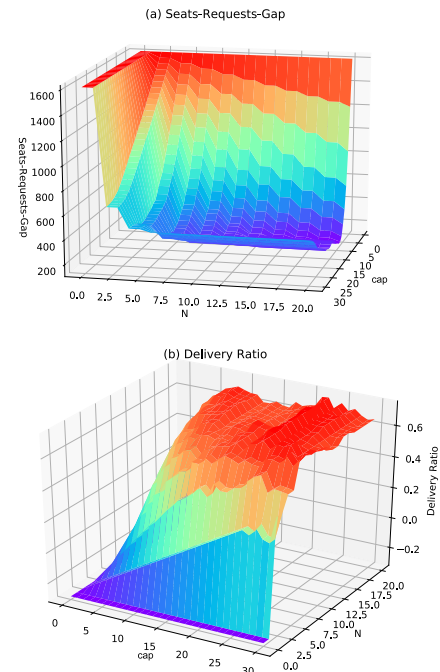 (a) Seats-Requests-Gap
1600
1400
1200
1000
800
600
400
200
Seats-Requests-Gap
0.0 2.5 5.0 7.5 10.0 12.5 15.0 17.5 20.0
N
0
5
10
15
20
25
30
cap
(b) Delivery Ratio
0.6
0.4
0.2
0.0
−0.2
Delivery Ratio
0 5 10 15 20 25 30
cap
0.0
2.5
5.0
7.5
10.0
12.5
15.0
17.5
20.0
N